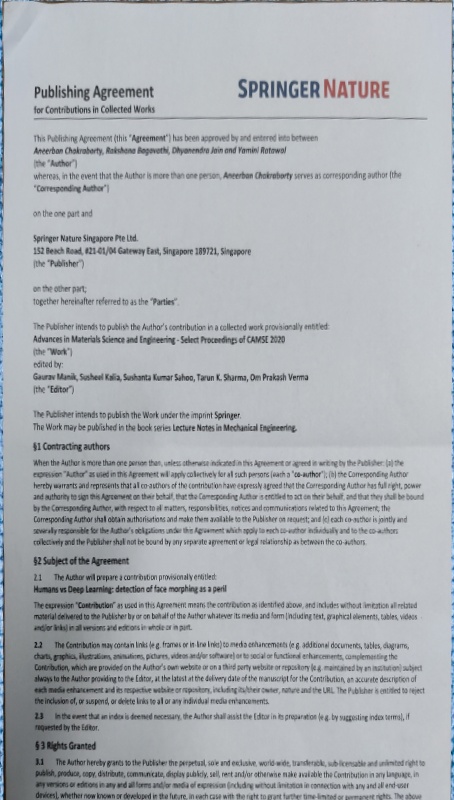 Publishing Agreement
SPRINGER NATURE
for Contributions in Collected Works
This Publishing Agreement (this "Agreement") has been approved by and entered into between
Aneerban Chakraborty, Rakshana Bagavathi, Dhyanendra Jain and Yamini Ratawal
(the "Author")
whereas, in the event that the Author is more than one person, Aneerban Chakraborty serves as corresponding author (the
"Corresponding Author")
on the one part and
Springer Nature Singapore Pte Ltd.
152 Beach Road, #21-01/04 Gateway East, Singapore 189721, Singapore
(the "Publisher")
on the other part;
together hereinafter referred to as the "Parties".
The Publisher intends to publish the Author's contribution in a collected work provisionally entitled:
Advances in Materials Science and Engineering - Select Proceedings of CAMSE 2020
(the "Work")
edited by:
Gaurav Manik, Susheel Kalia, Sushanta Kumar Sahoo, Tarun K. Sharma, Om Prakash Verma
(the "Editor")
The Publisher intends to publish the Work under the imprint Springer.
The Work may be published in the book series Lecture Notes in Mechanical Engineering.
§1 Contracting authors
When the Author is more than one person then, unless otherwise indicated in this Agreement or agreed in writing by the Publisher: (a) the
expression "Author" as used in this Agreement will apply collectively for all such persons (each a "co-author"); (b) the Corresponding Author
hereby warrants and represents that all co-authors of the contribution have expressly agreed that the Corresponding Author has full right, power
and authority to sign this Agreement on their behalf, that the Corresponding Author is entitled to act on their behalf, and that they shall be bound
by the Corresponding Author, with respect to all matters, responsibilities, notices and communications related to this Agreement; the
Corresponding Author shall obtain authorisations and make them available to the Publisher on request; and (c) each co-author is jointly and
severally responsible for the Author's obligations under this Agreement which apply to each co-author individually and to the co-authors
collectively and the Publisher shall not be bound by any separate agreement or legal relationship as between the co-authors.
§2 Subject of the Agreement
2.1 The Author will prepare a contribution provisionally entitled:
Humans vs Deep Learning: detection of face morphing as a peril
The expression "Contribution" as used in this Agreement means the contribution as identified above, and includes without limitation all related
material delivered to the Publisher by or on behalf of the Author whatever its media and form (including text, graphical elements, tables, videos
and/or links) in all versions and editions in whole or in part.
2.2 The Contribution may contain links (e.g. frames or in-line links) to media enhancements (e.g. additional documents, tables, diagrams,
charts, graphics, illustrations, animations, pictures, videos and/or software) or to social or functional enhancements, complementing the
Contribution, which are provided on the Author's own website or on a third party website or repository (e.g. maintained by an institution) subject
always to the Author providing to the Editor, at the latest at the delivery date of the manuscript for the Contribution, an accurate description of
each media enhancement and its respective website or repository, including its/their owner, nature and the URL. The Publisher is entitled to reject
the inclusion of, or suspend, or delete links to all or any individual media enhancements.
2.3 In the event that an index is deemed necessary, the Author shall assist the Editor in its preparation (e.g. by suggesting index terms), if
requested by the Editor.
§ 3 Rights Granted
3.1 The Author hereby grants to the Publisher the perpetual, sole and exclusive, world-wide, transferable, sub-licensable and unlimited right to
publish, produce, copy, distribute, communicate, display publicly, sell, rent and/or otherwise make available the Contribution in any language, in
any versions or editions in any and all forms and/or media of expression (including without limitation in connection with any and all end-user
devices), whether now known or developed in the future, in each case with the right to grant further time-limited or permanent rights. The above